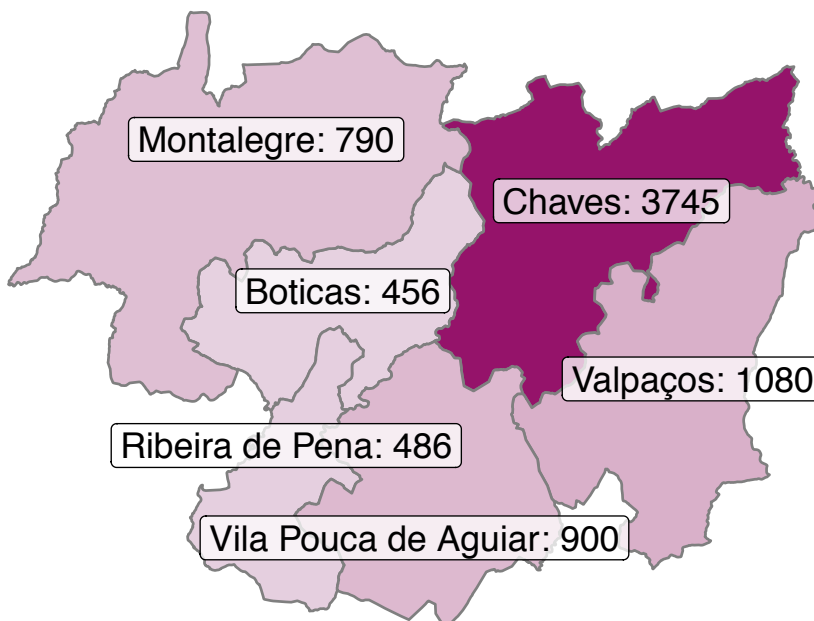 Montalegre: 790
Chaves: 3745
Boticas: 456
Valpaços: 1080
Ribeira de Pena: 486
Vila Pouca de Aguiar: 900